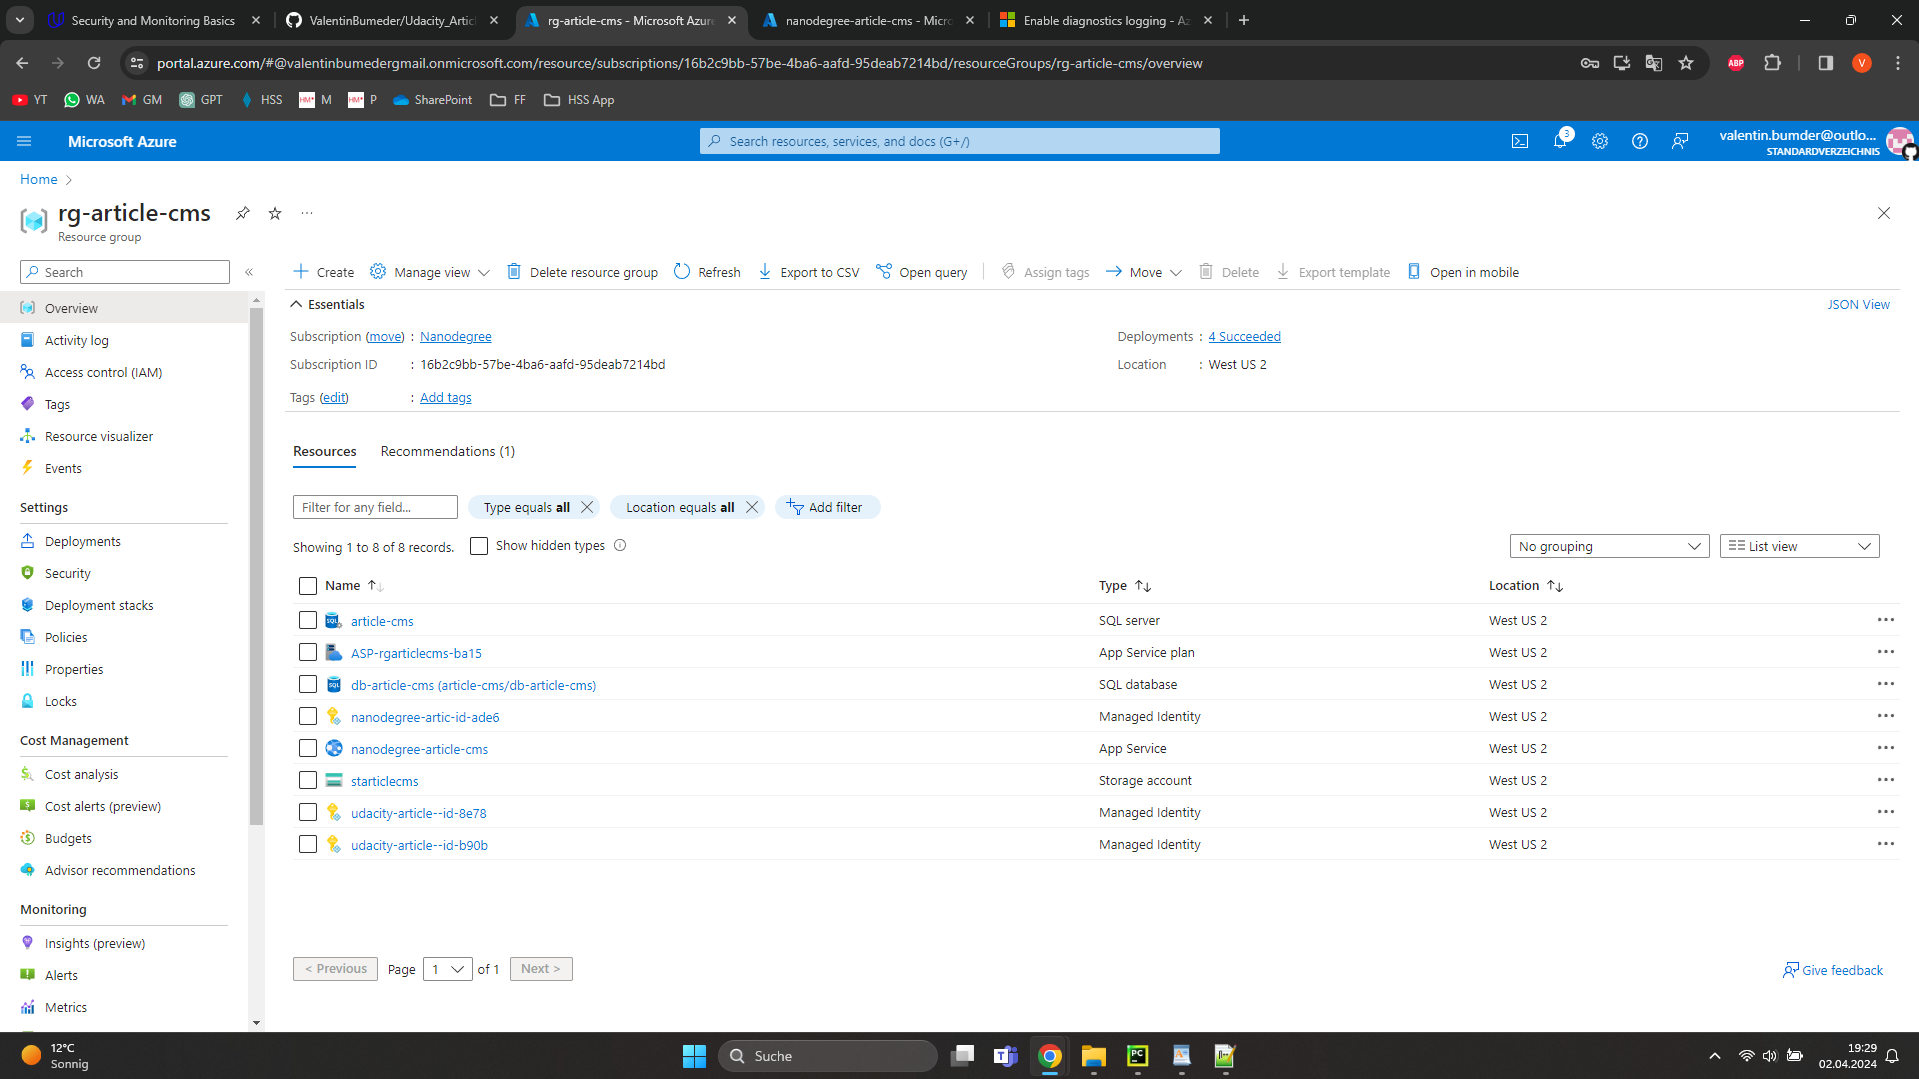 Security and Monitoring Basics
ValentinBumeder/Udacity_Artic
rg-article-cms - Microsoft Azure
nanodegree-article-cms - Micro
Enable diagnostics logging - Az
portal.azure.com/#@valentinbumedergmail.onmicrosoft.com/resource/subscriptions/16b2c9bb-57be-4ba6-aafd-95deab7214bd/resourceGroups/rg-article-cms/overview
ABP
V
YT
WA
GM
GPT
HSS
M
P
SharePoint
FF
HSS App
Microsoft Azure
Search resources, services, and docs (G+/)
3
valentin.bumder@outlo...
STANDARDVERZEICHNIS
Home
rg-article-cms
Resource group
Search
Create
Manage view
Delete resource group
Refresh
Export to CSV
Open query
Assign tags
Move
Delete
Export template
Open in mobile
Overview
Activity log
Access control (IAM)
Tags
Resource visualizer
Events
Settings
Deployments
Security
Deployment stacks
Policies
Properties
Locks
Cost Management
Cost analysis
Cost alerts (preview)
Budgets
Advisor recommendations
Monitoring
Insights (preview)
Alerts
Metrics
Essentials
JSON View
Subscription (move) : Nanodegree
Subscription ID : 16b2c9bb-57be-4ba6-aafd-95deab7214bd
Tags (edit) : Add tags
Deployments : 4 Succeeded
Location : West US 2
Resources
Recommendations (1)
Filter for any field...
Type equals all
Location equals all
Add filter
Showing 1 to 8 of 8 records.
Show hidden types
No grouping
List view
Name Type Location
article-cms SQL server West US 2
ASP-rgarticlecms-ba15 App Service plan West US 2
db-article-cms (article-cms/db-article-cms) SQL database West US 2
nanodegree-artic-id-ade6 Managed Identity West US 2
nanodegree-article-cms App Service West US 2
starticlecms Storage account West US 2
udacity-article--id-8e78 Managed Identity West US 2
udacity-article--id-b90b Managed Identity West US 2
< Previous
Page 1 of 1
Next >
Give feedback
12°C
Sonnig
Suche
19:29
02.04.2024